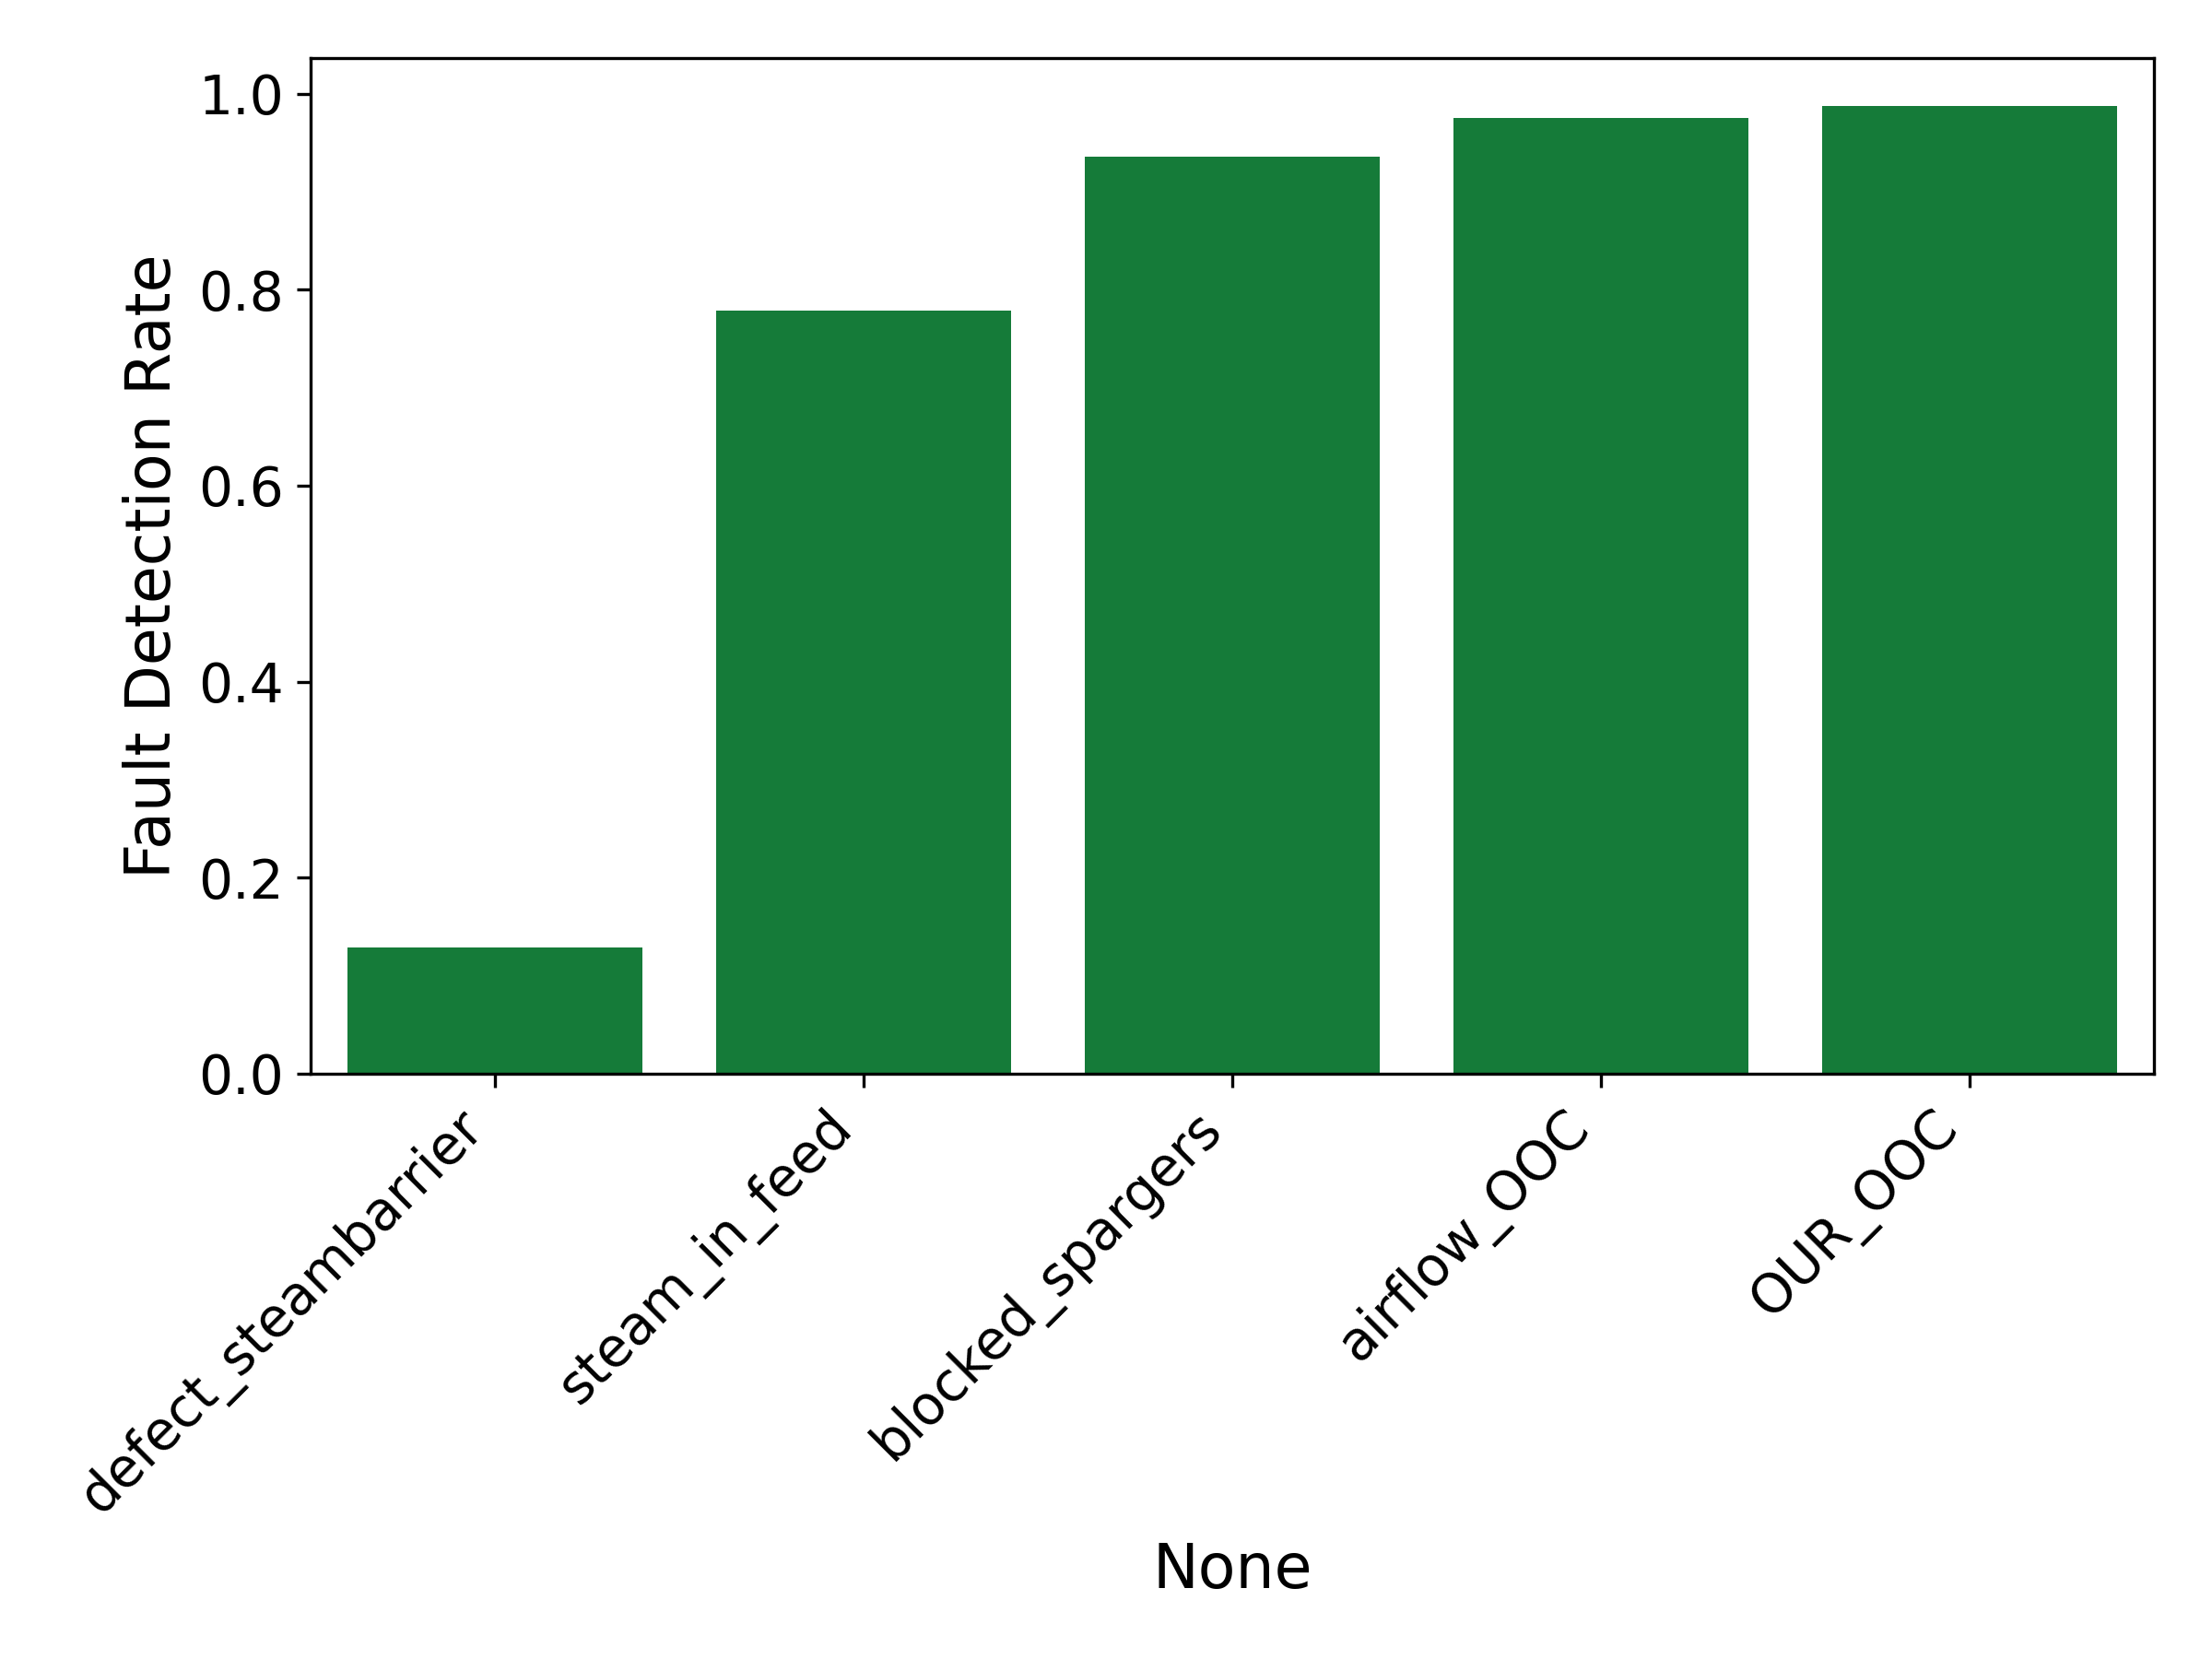 Fault Detection Rate
1.0
0.8
0.6
0.4
0.2
0.0
defect_steambarrier
steam_in_feed
blocked_spargers
airflow_OOC
OUR_OOC
None